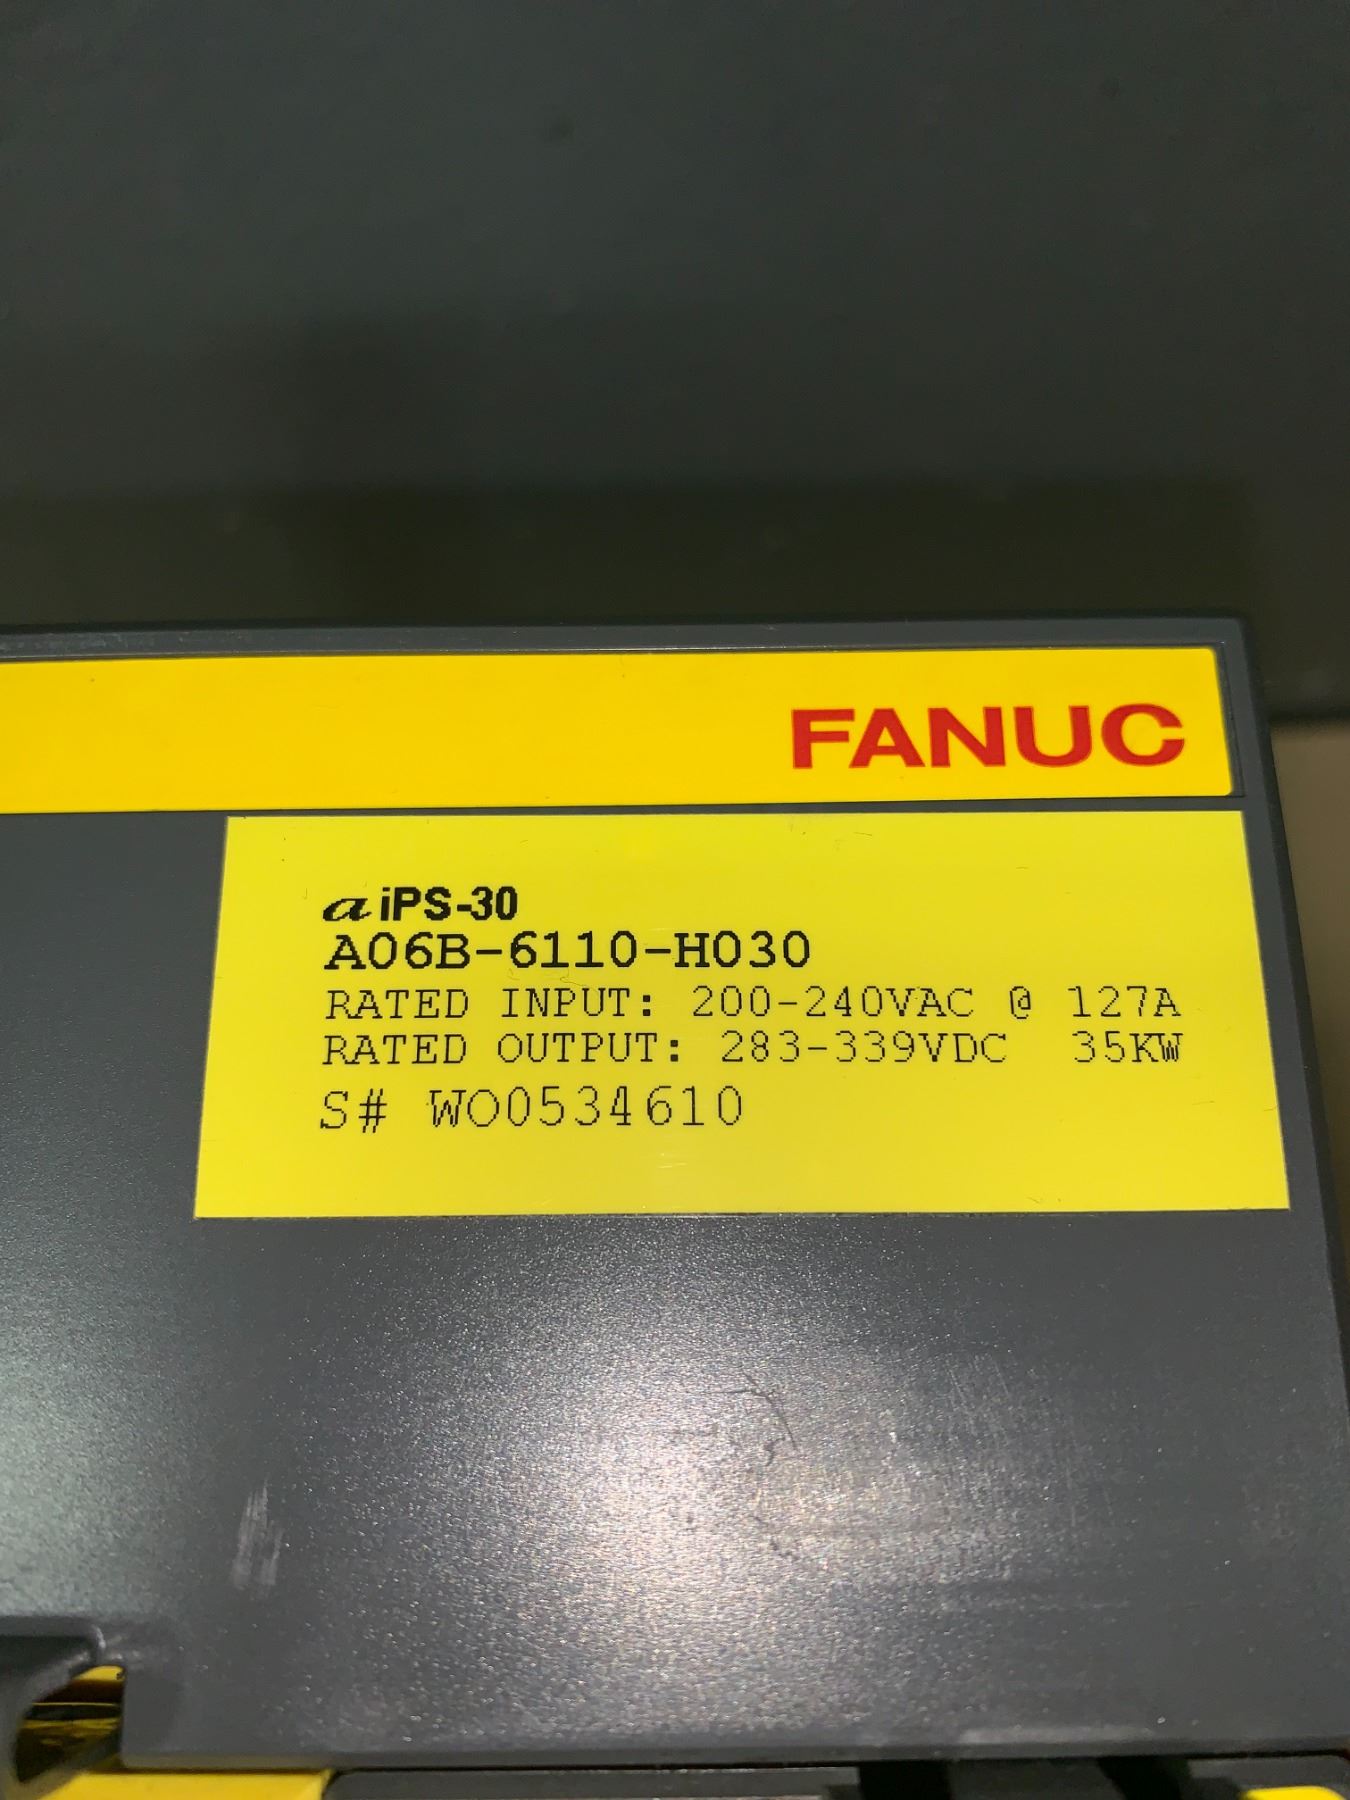 FANUC
αiPS-30
A06B-6110-H030
RATED INPUT: 200-240VAC @ 127A
RATED OUTPUT: 283-339VDC 35KW
S# WO0534610